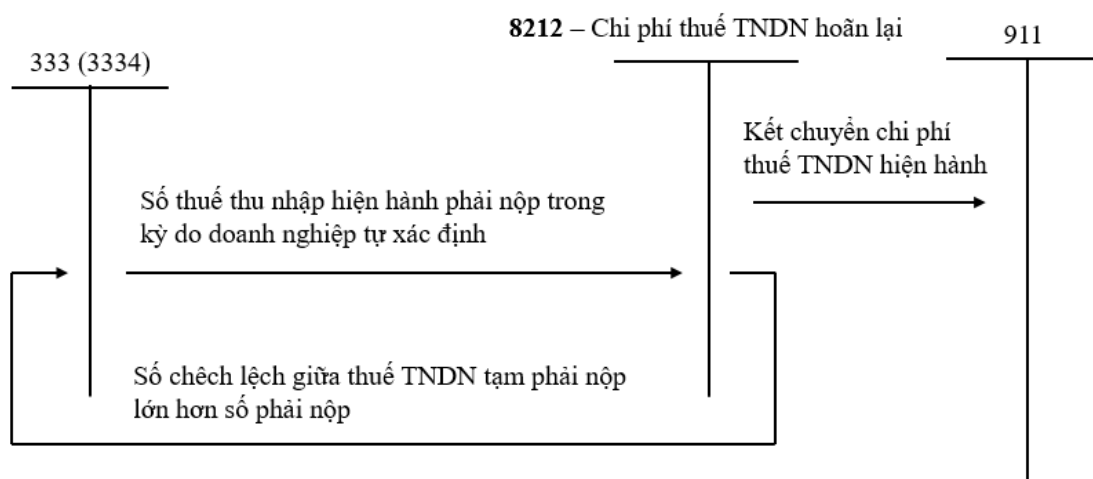 8212 – Chi phí thuế TNDN hoãn lại
911
333 (3334)
Kết chuyển chi phí
thuế TNDN hiện hành
Số thuế thu nhập hiện hành phải nộp trong
kỳ do doanh nghiệp tự xác định
Số chêch lệch giữa thuế TNDN tạm phải nộp
lớn hơn số phải nộp